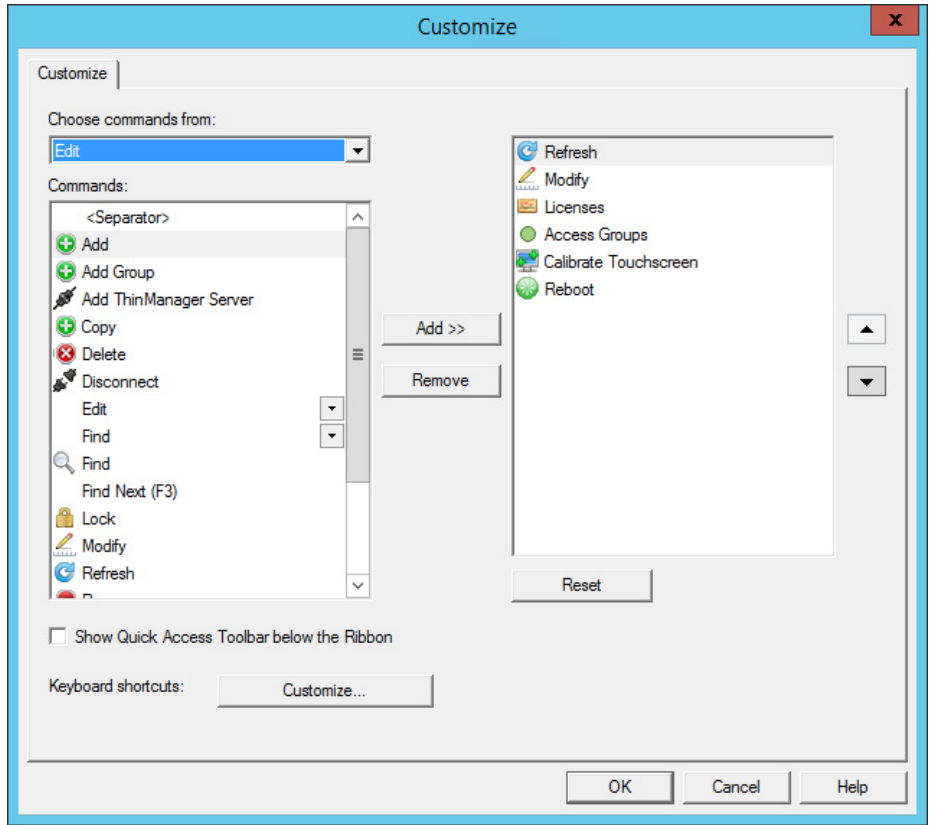 Customize
x
Customize
Choose commands from:
Edit
Commands:
<Separator>
Add
Add Group
Add ThinManager Server
Copy
Delete
Disconnect
Edit
Find
Find
Find Next (F3)
Lock
Modify
Refresh
Add >>
Remove
Refresh
Modify
Licenses
Access Groups
Calibrate Touchscreen
Reboot
Reset
Show Quick Access Toolbar below the Ribbon
Keyboard shortcuts:
Customize...
OK
Cancel
Help